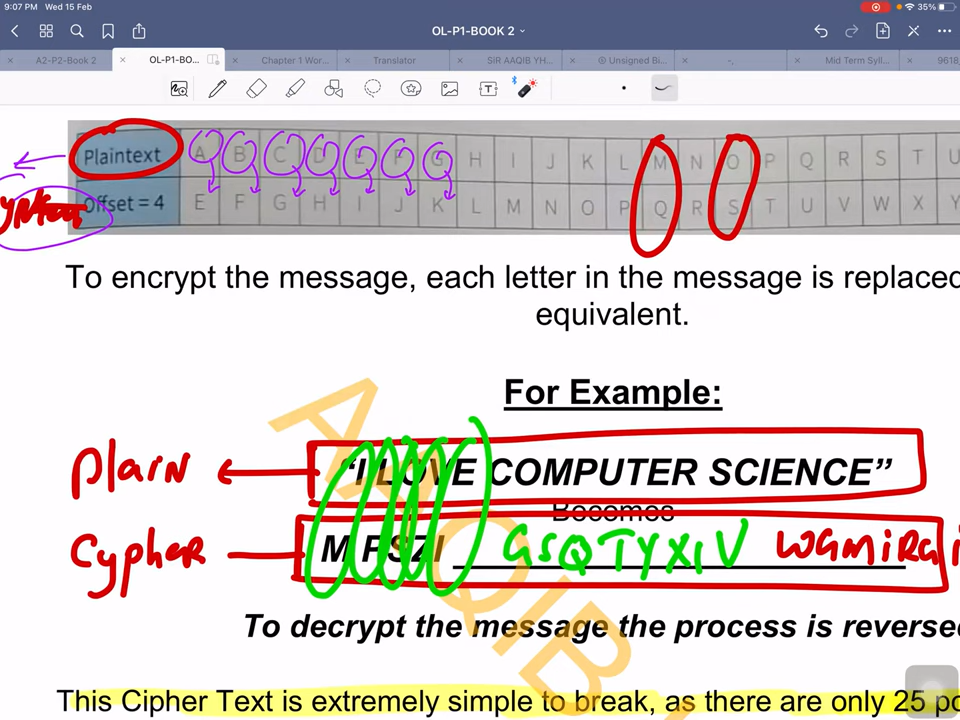 9:07 PM Wed 15 Feb 35%
OL-P1-BOOK 2
A2-P2-Book 2 OL-P1-BO... Chapter 1 Wor... Translator SIR AAQIB YH... Unsigned Bi... -, Mid Term Syll... 9618
Plaintext A B C D E F G H I J K L M N O P Q R S T U
Offset = 4 E F G H I J K L M N O P Q R S T U V W X Y
To encrypt the message, each letter in the message is replaced
equivalent.
For Example:
Plain "I LOVE COMPUTER SCIENCE"
Becomes
Cypher M PSZI GSQTYXIV WGMiRG
To decrypt the message the process is reverse
This Cipher Text is extremely simple to break, as there are only 25 po
AAQIB